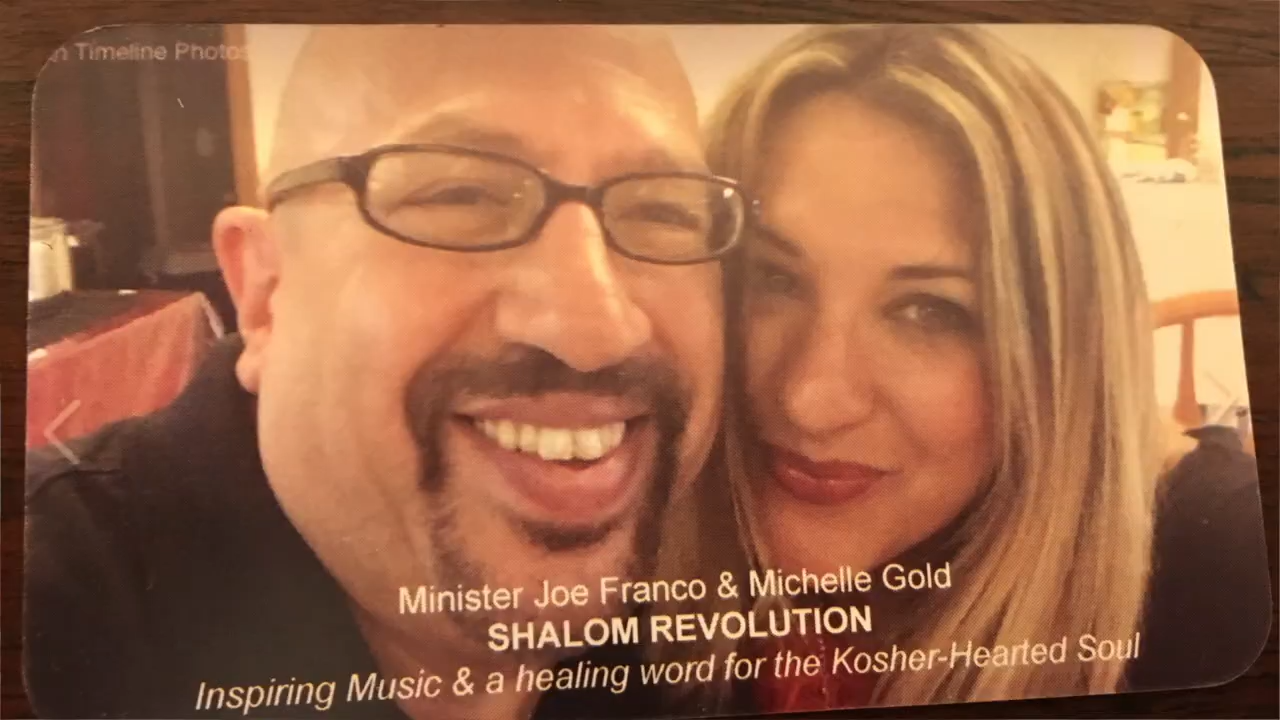 Timeline Photos
Minister Joe Franco & Michelle Gold
SHALOM REVOLUTION
Inspiring Music & a healing word for the Kosher-Hearted Soul